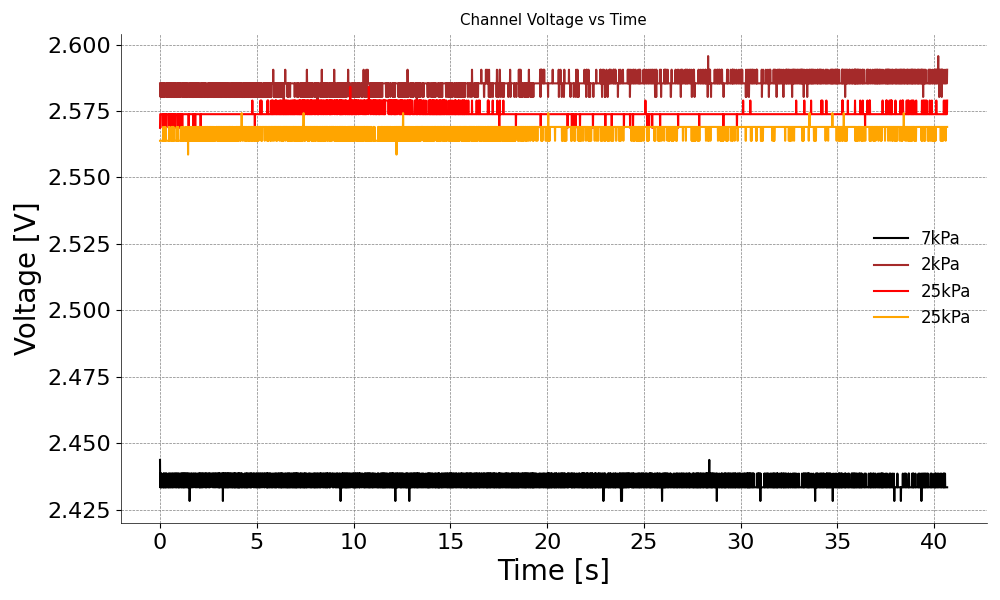 Channel Voltage vs Time
Voltage [V]
2.600
2.575
2.550
2.525
2.500
2.475
2.450
2.425
7kPa
2kPa
25kPa
25kPa
0 5 10 15 20 25 30 35 40
Time [s]